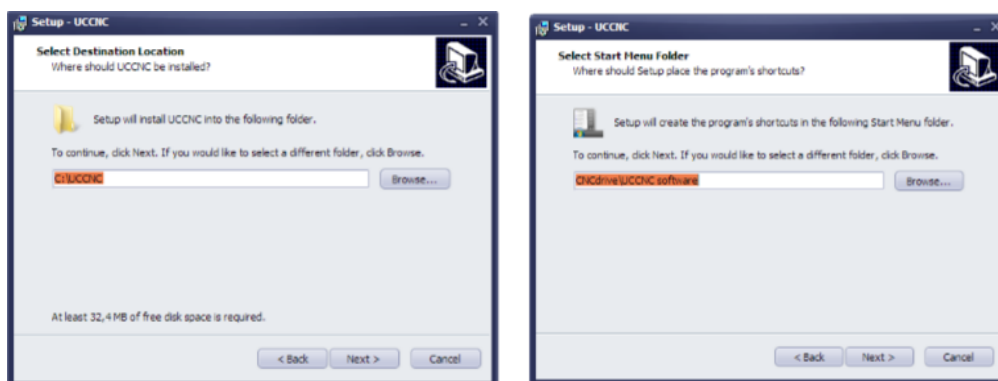 Setup - UCCNC
Select Destination Location
Where should UCCNC be installed?
Setup will install UCCNC into the following folder.
To continue, click Next. If you would like to select a different folder, click Browse.
C:\UCCNC
Browse...
At least 32,4 MB of free disk space is required.
< Back
Next >
Cancel
Setup - UCCNC
Select Start Menu Folder
Where should Setup place the program's shortcuts?
Setup will create the program's shortcuts in the following Start Menu folder.
To continue, click Next. If you would like to select a different folder, click Browse.
CNCdrive\UCCNC software
Browse...
< Back
Next >
Cancel